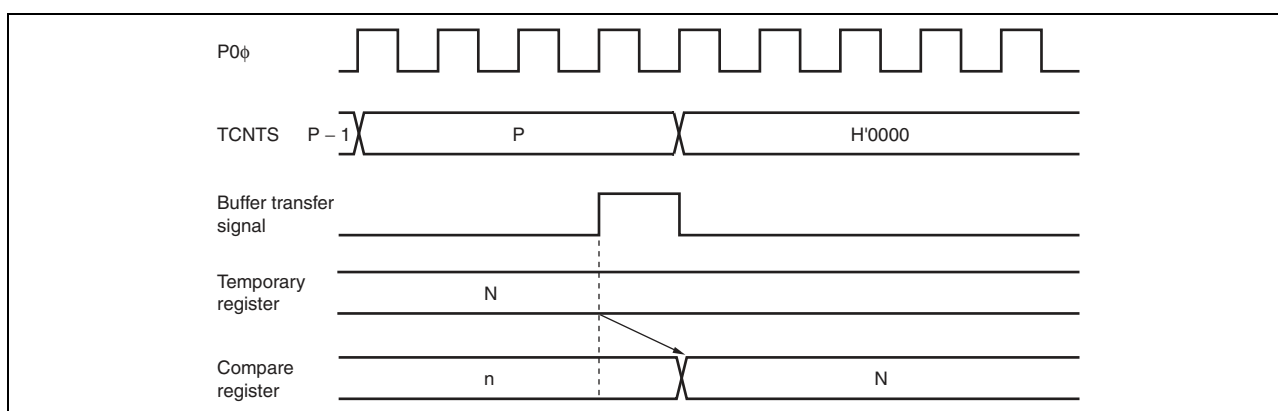 P0ϕ
TCNTS P – 1 P H'0000
Buffer transfer
signal
Temporary
register
N
Compare
register
n N